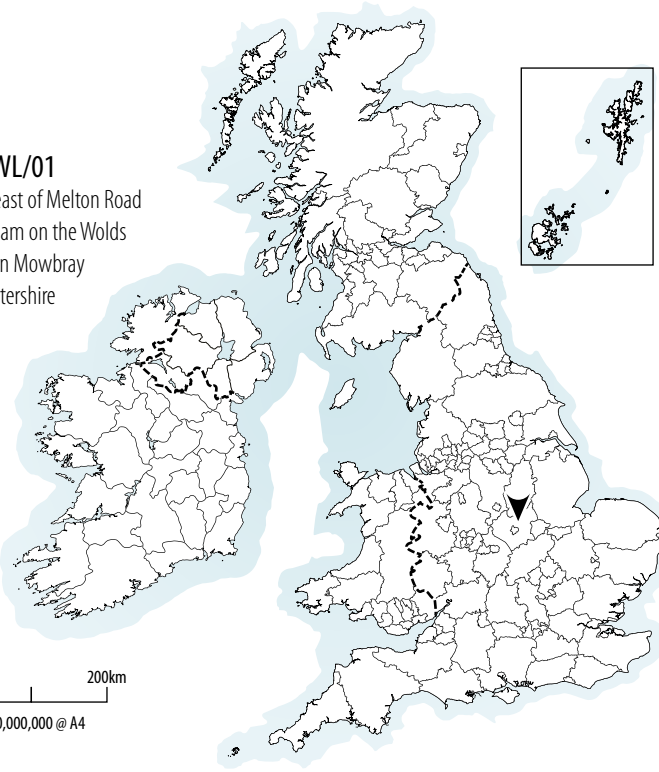 WL/01
east of Melton Road
am on the Wolds
n Mowbray
tershire
200km
0,000,000 @ A4